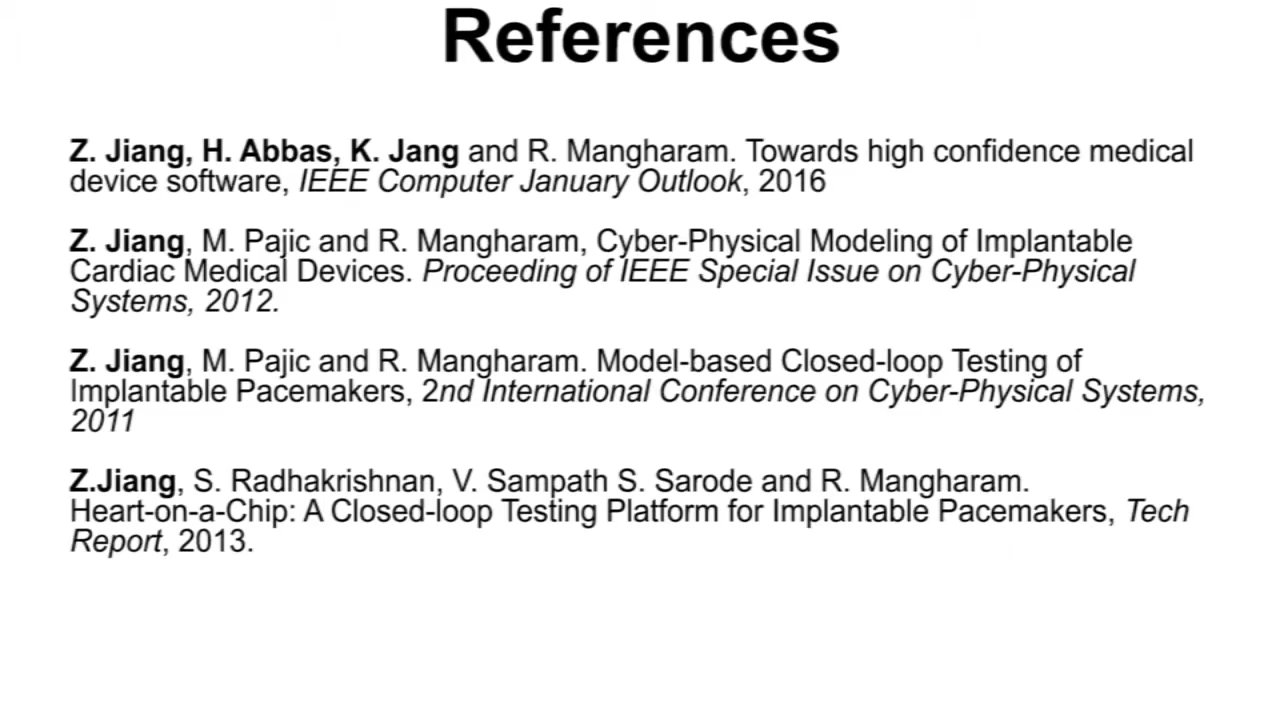 References
Z. Jiang, H. Abbas, K. Jang and R. Mangharam. Towards high confidence medical
device software, IEEE Computer January Outlook, 2016
Z. Jiang, M. Pajic and R. Mangharam, Cyber-Physical Modeling of Implantable
Cardiac Medical Devices. Proceeding of IEEE Special Issue on Cyber-Physical
Systems, 2012.
Z. Jiang, M. Pajic and R. Mangharam. Model-based Closed-loop Testing of
Implantable Pacemakers, 2nd International Conference on Cyber-Physical Systems,
2011
Z.Jiang, S. Radhakrishnan, V. Sampath S. Sarode and R. Mangharam.
Heart-on-a-Chip: A Closed-loop Testing Platform for Implantable Pacemakers, Tech
Report, 2013.